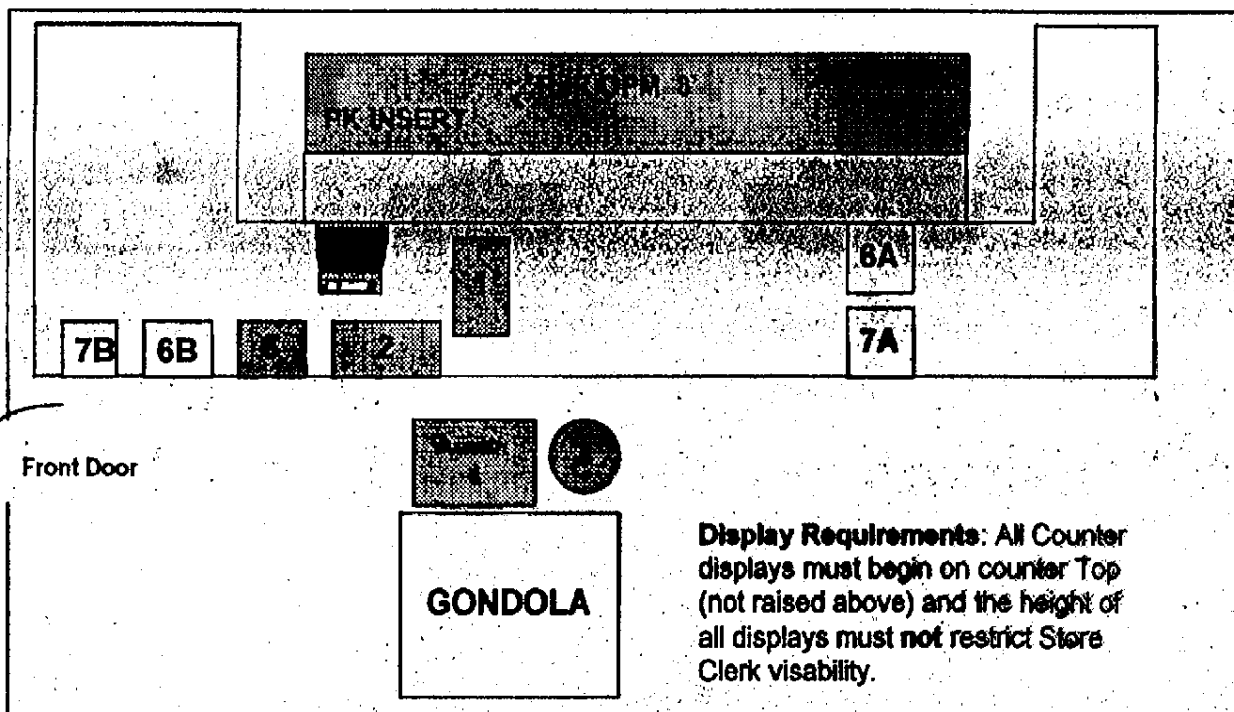 PK INSERT
6A
7A
7B
6B
2
Front Door
4
GONDOLA
Display Requirements: All Counter
displays must begin on counter Top
(not raised above) and the height of
all displays must not restrict Store
Clerk visability.